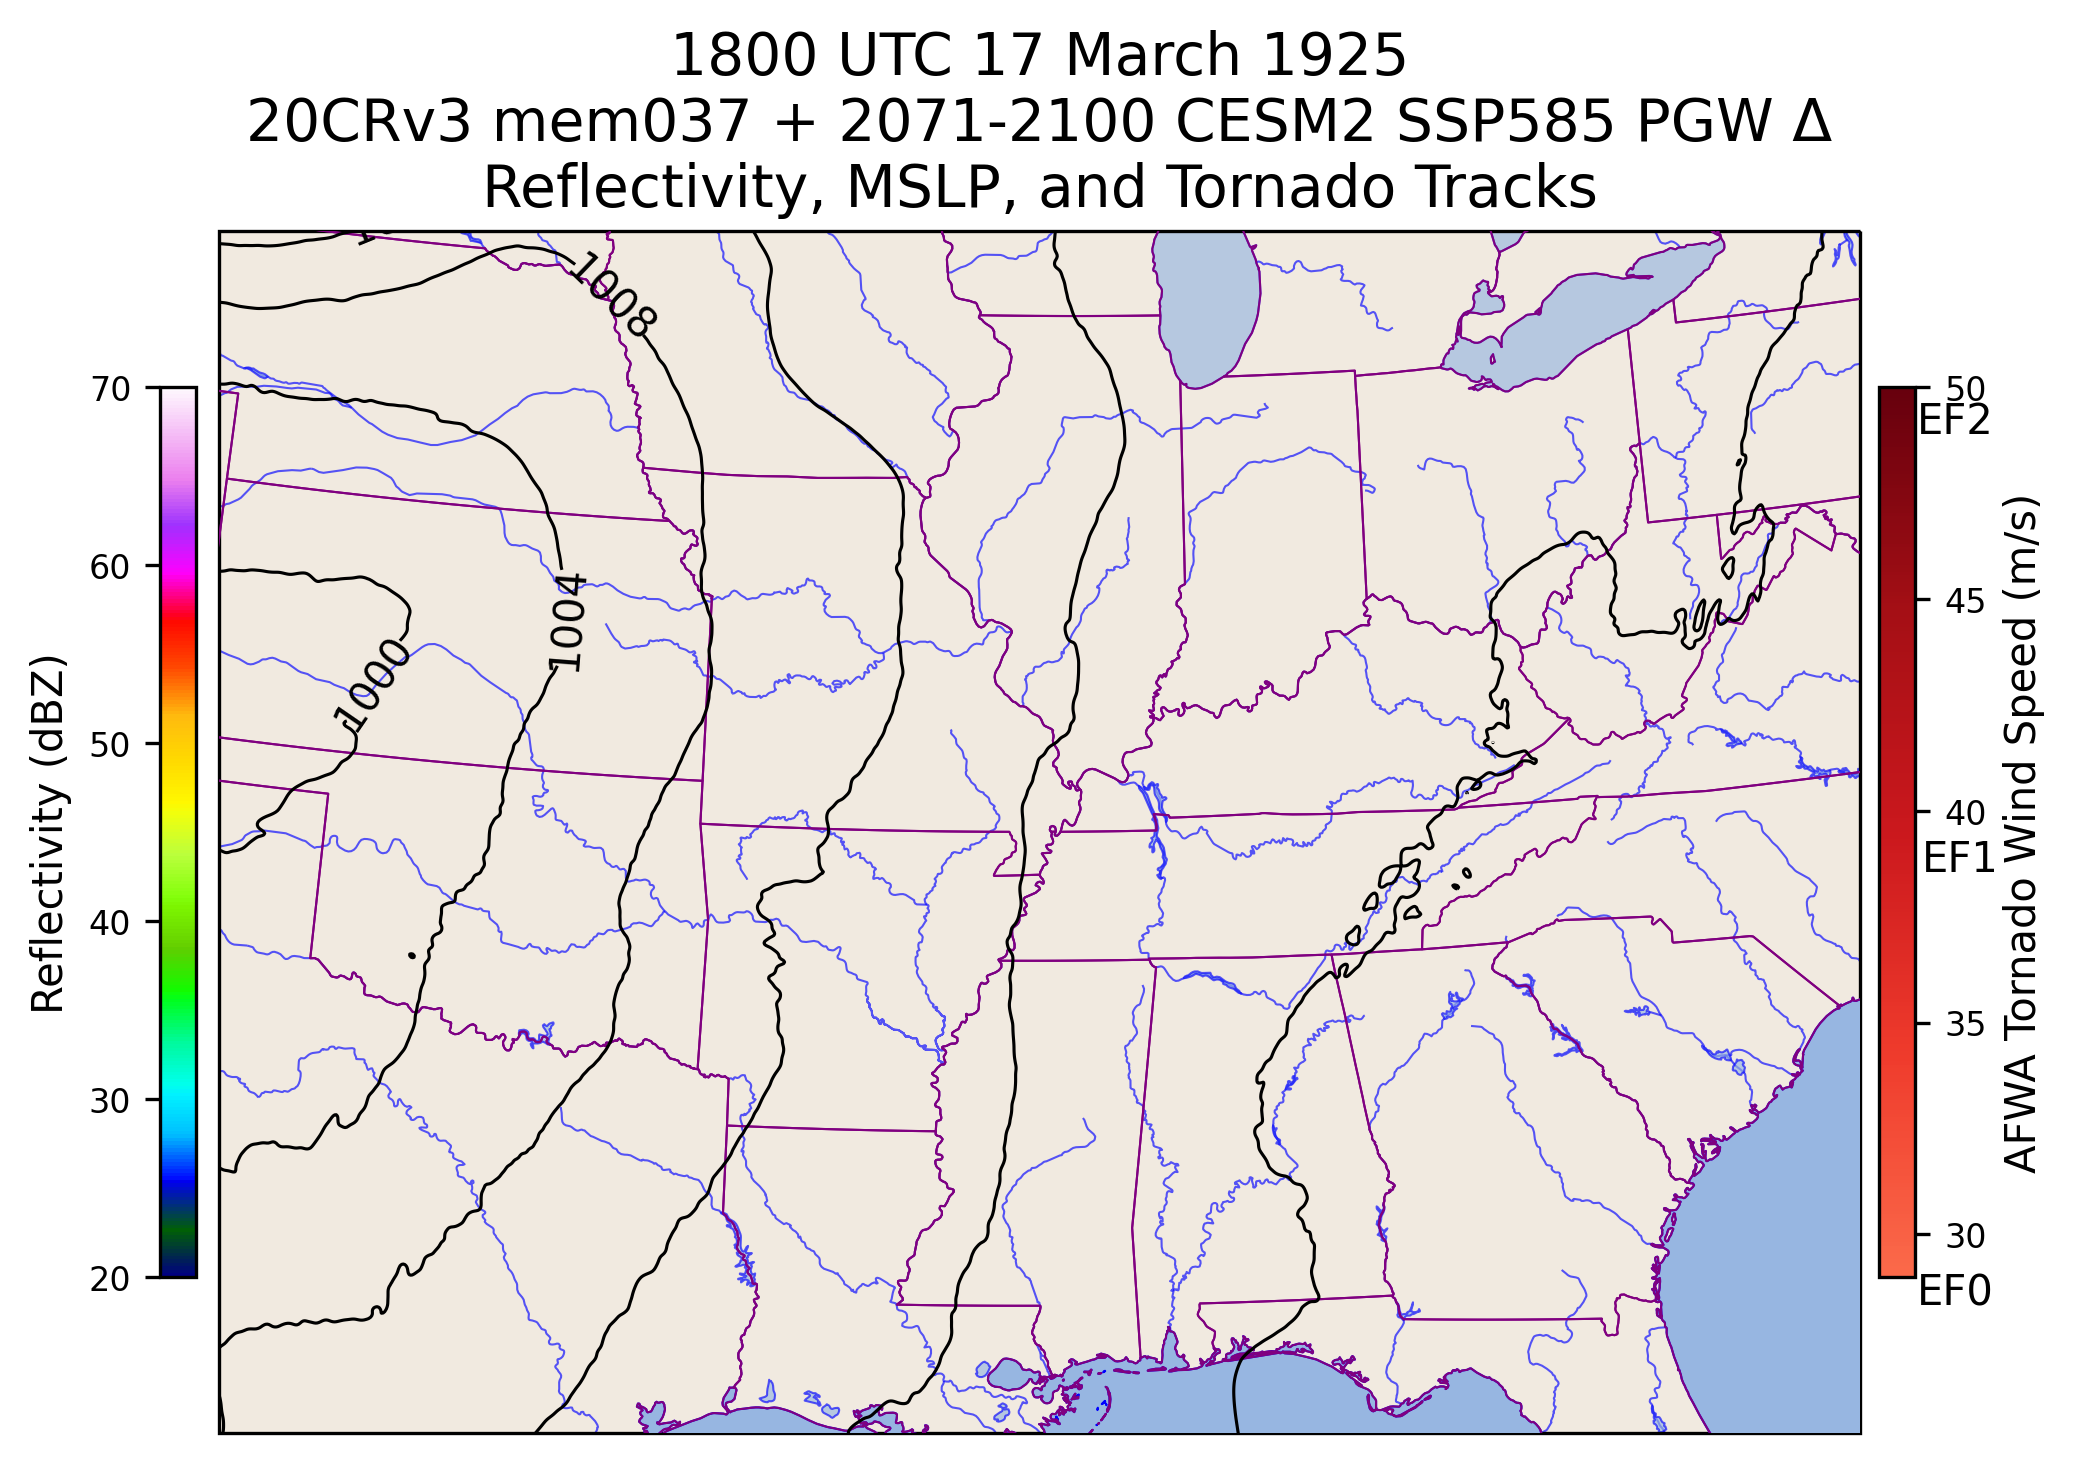 1800 UTC 17 March 1925
20CRv3 mem037 + 2071-2100 CESM2 SSP585 PGW Δ
Reflectivity, MSLP, and Tornado Tracks
1008
1004
1000
70
60
50
40
30
20
Reflectivity (dBZ)
50
EF2
45
40
EF1
35
30
EF0
AFWA Tornado Wind Speed (m/s)